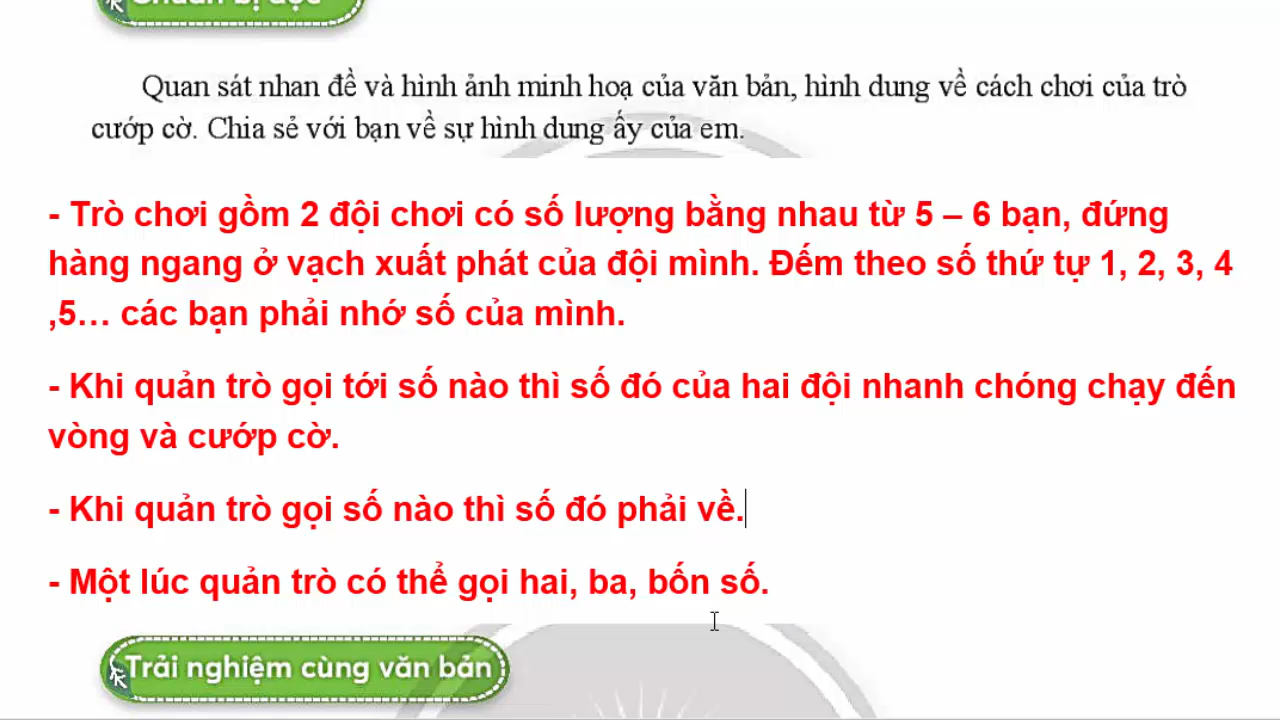 Chuẩn bị đọc
Quan sát nhan đề và hình ảnh minh hoạ của văn bản, hình dung về cách chơi của trò
cướp cờ. Chia sẻ với bạn về sự hình dung ấy của em.
- Trò chơi gồm 2 đội chơi có số lượng bằng nhau từ 5 – 6 bạn, đứng
hàng ngang ở vạch xuất phát của đội mình. Đếm theo số thứ tự 1, 2, 3, 4
,5… các bạn phải nhớ số của mình.
- Khi quản trò gọi tới số nào thì số đó của hai đội nhanh chóng chạy đến
vòng và cướp cờ.
- Khi quản trò gọi số nào thì số đó phải về.
- Một lúc quản trò có thể gọi hai, ba, bốn số.
Trải nghiệm cùng văn bản